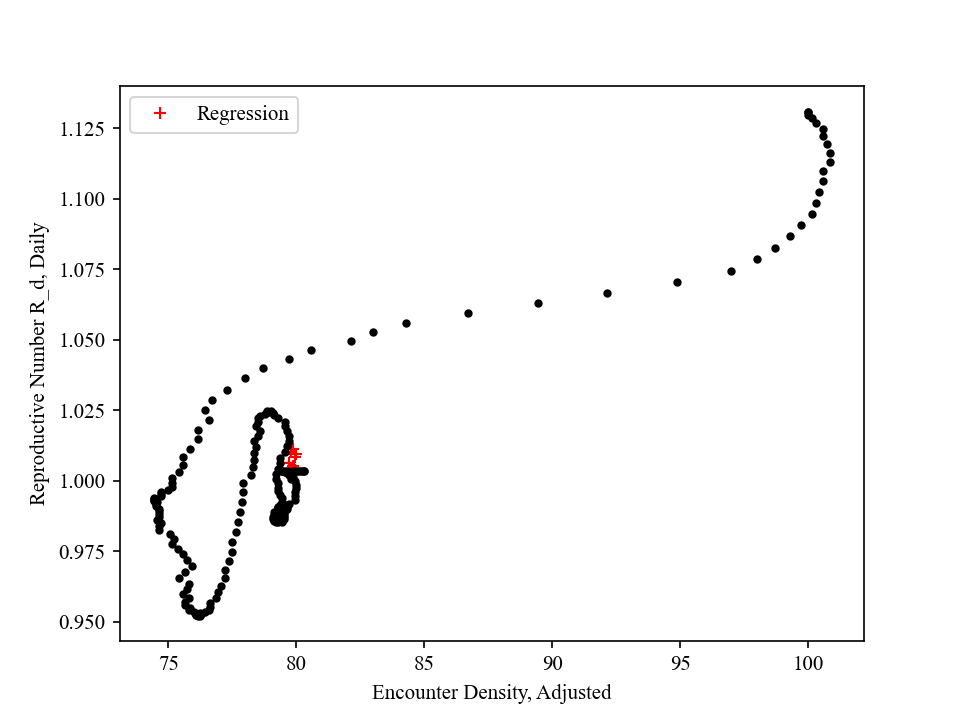 Regression
1.125
1.100
1.075
1.050
1.025
1.000
0.975
0.950
Reproductive Number R_d, Daily
75 80 85 90 95 100
Encounter Density, Adjusted